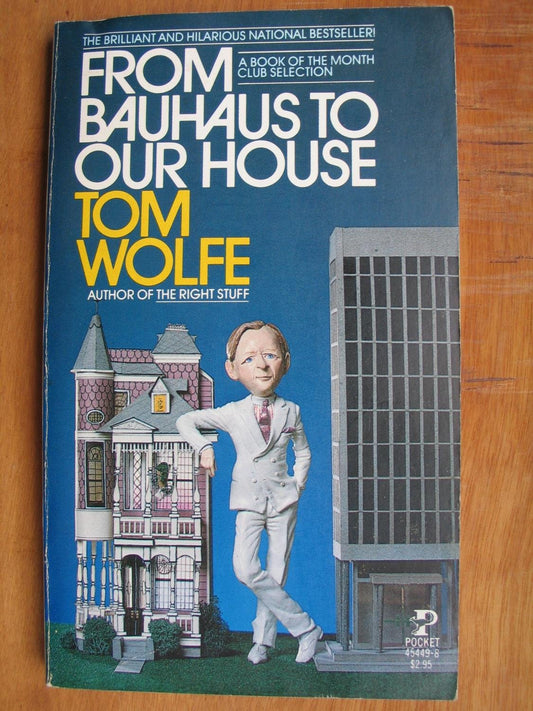 THE BRILLIANT AND HILARIOUS NATIONAL BESTSELLER!
FROM
A BOOK OF THE MONTH
CLUB SELECTION
BAUHAUS TO
OUR HOUSE
TOM
WOLFE
AUTHOR OF THE RIGHT STUFF
P
POCKET
45449-8
$2.95